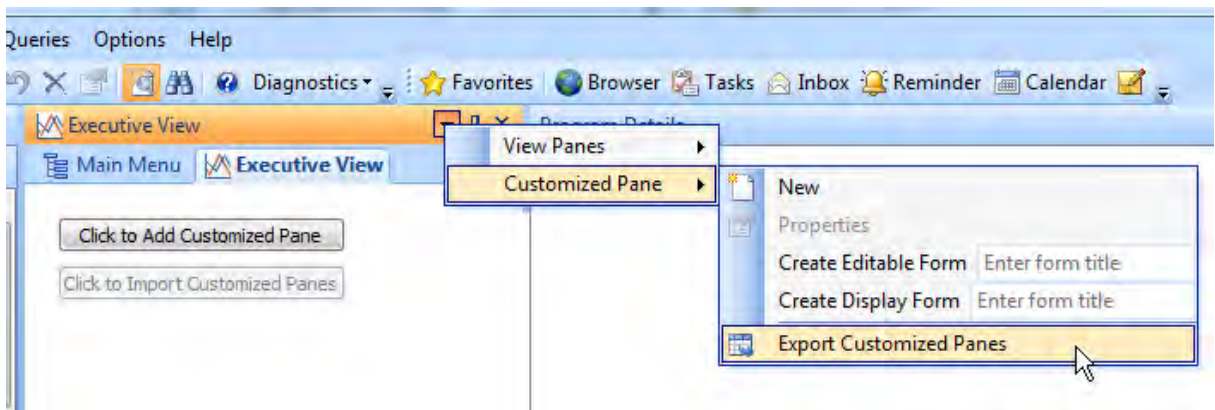 Queries Options Help
Diagnostics Favorites Browser Tasks Inbox Reminder Calendar
Executive View Program Details
View Panes
Main Menu Executive View
Customized Pane
New
Click to Add Customized Pane
Properties
Create Editable Form Enter form title
Click to Import Customized Panes
Create Display Form Enter form title
Export Customized Panes